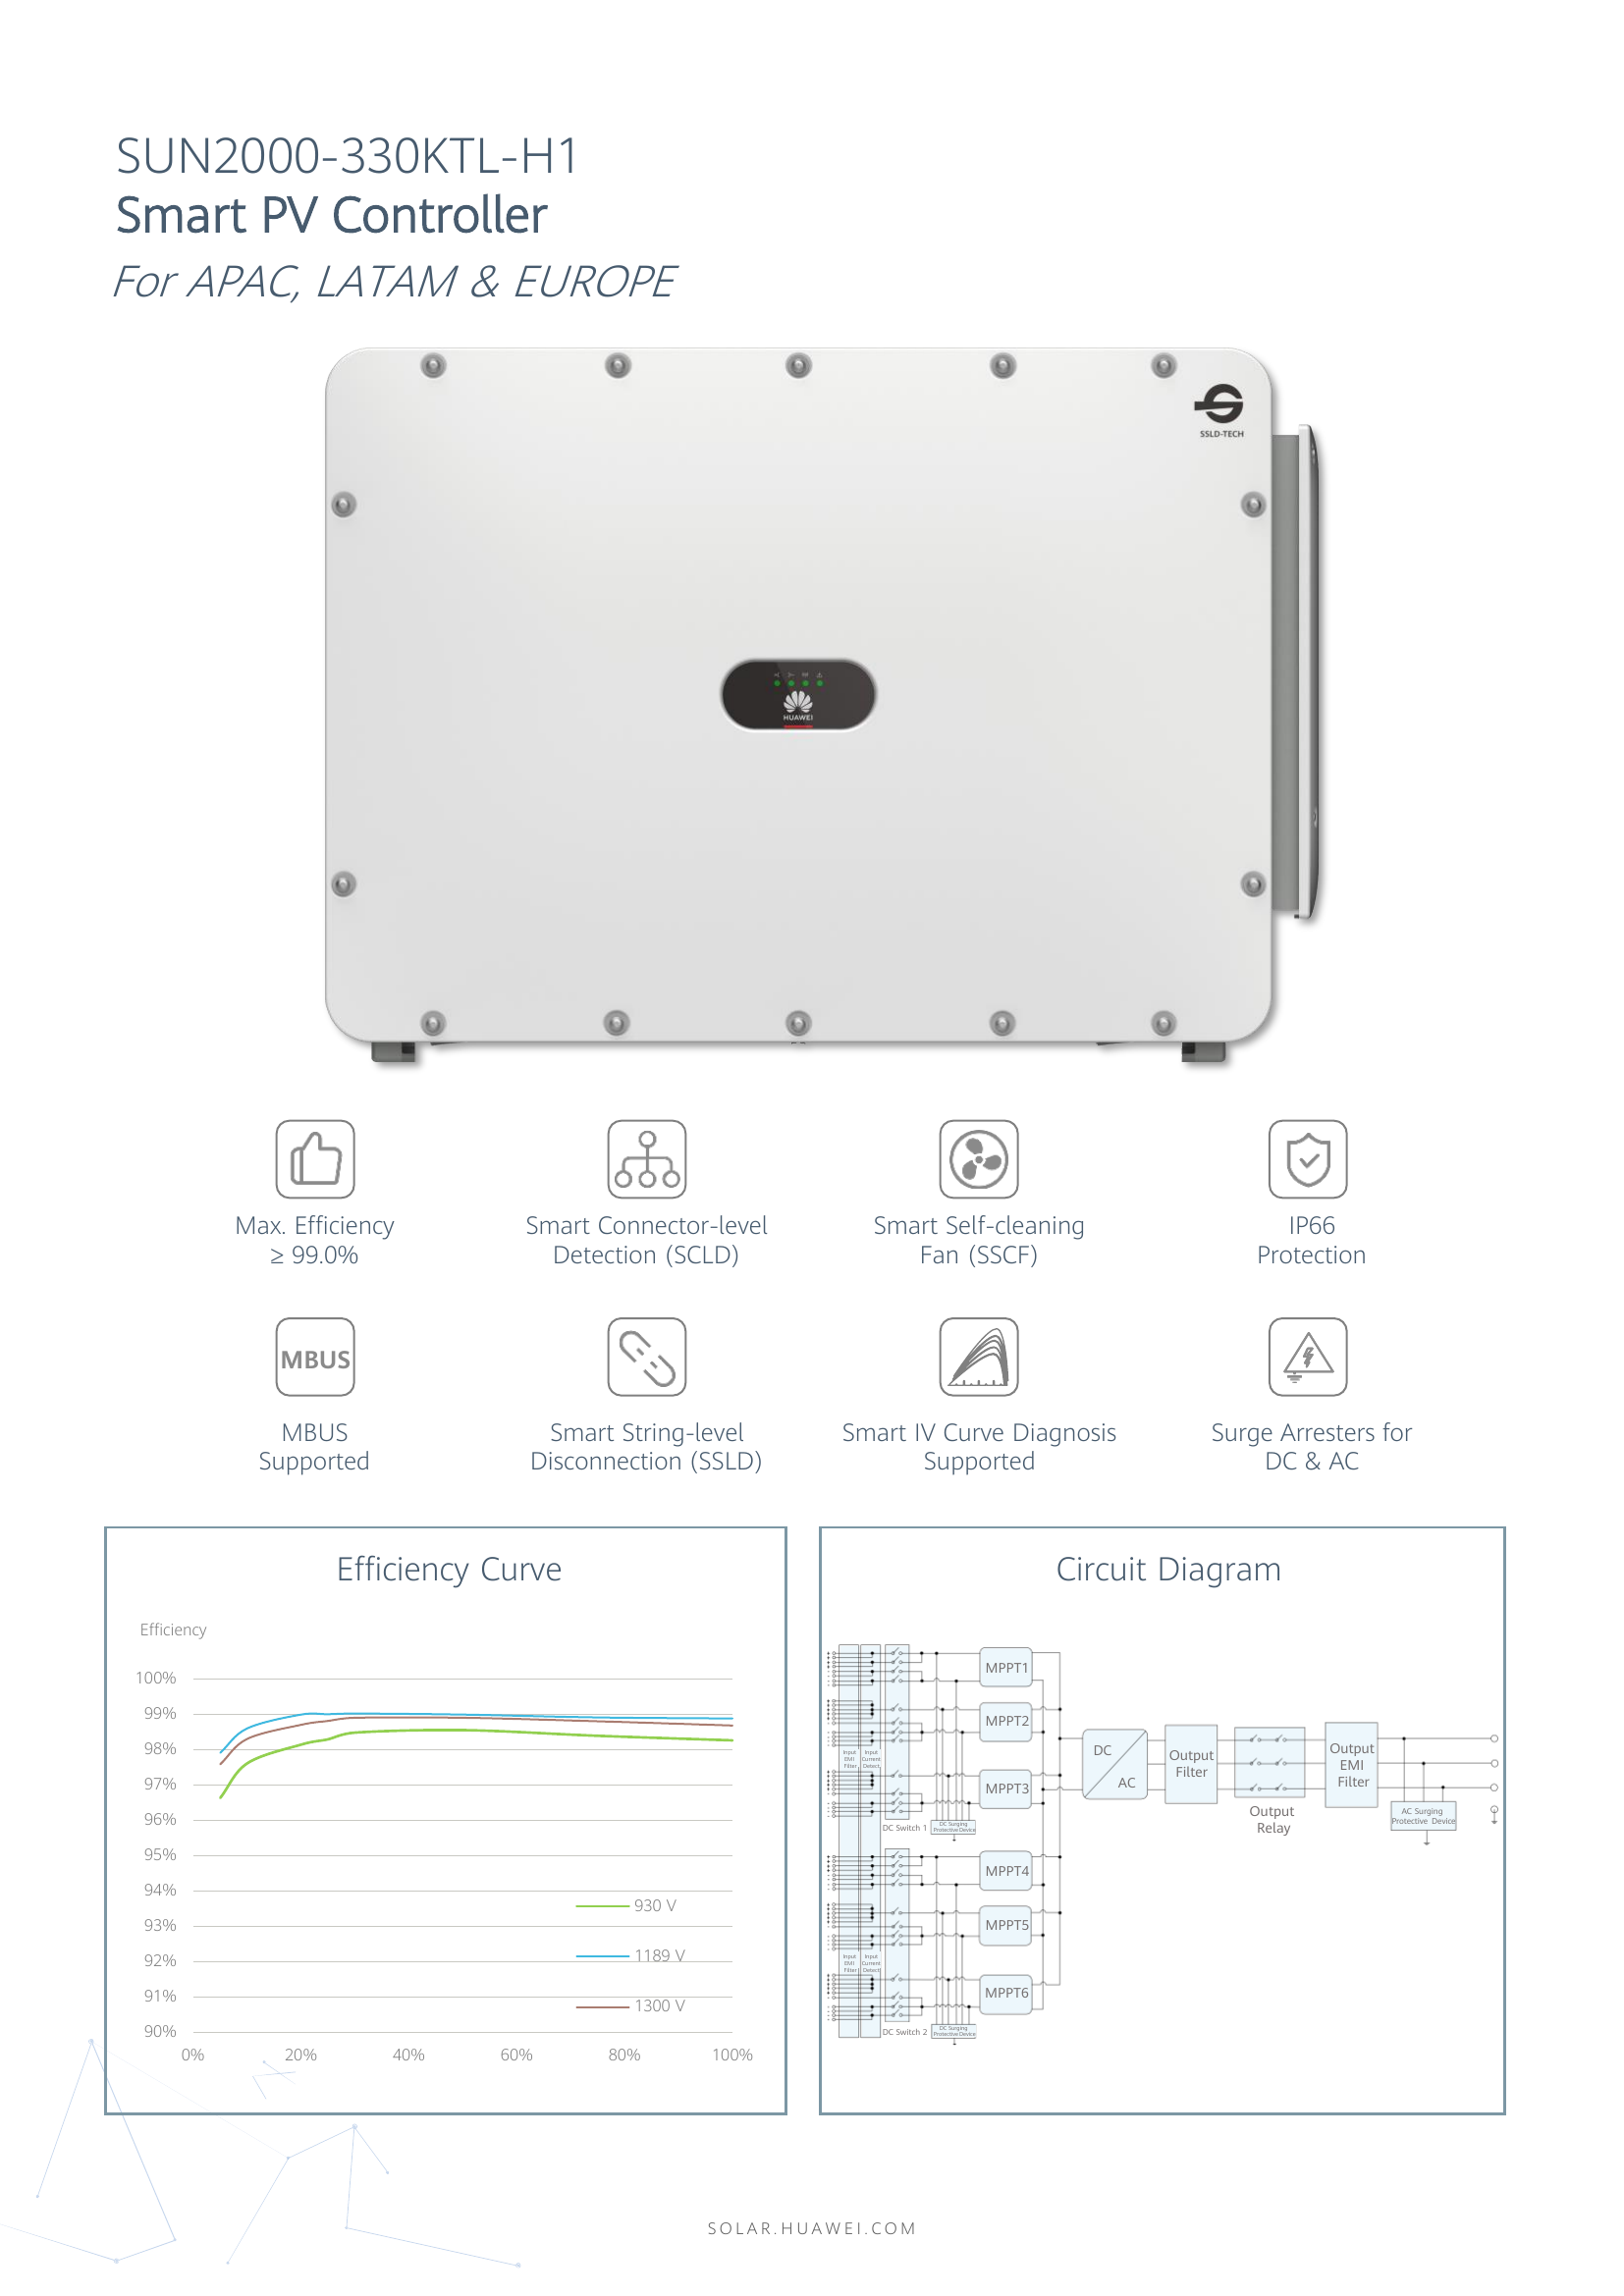 SUN2000-330KTL-H1
Smart PV Controller
For APAC, LATAM & EUROPE
SSLD-TECH
HUAWEI
Max. Efficiency
≥ 99.0%
Smart Connector-level
Detection (SCLD)
Smart Self-cleaning
Fan (SSCF)
IP66
Protection
MBUS
MBUS
Supported
Smart String-level
Disconnection (SSLD)
Smart IV Curve Diagnosis
Supported
Surge Arresters for
DC & AC
Efficiency Curve
Efficiency
100%
99%
98%
97%
96%
95%
94%
93%
92%
91%
90%
930 V
1189 V
1300 V
0%
20%
40%
60%
80%
100%
Circuit Diagram
Input
EMI
Filter
Input
Current
Detect
DC Switch 1
DC Surging
Protective Device
MPPT1
MPPT2
MPPT3
MPPT4
MPPT5
MPPT6
Input
EMI
Filter
Input
Current
Detect
DC Switch 2
DC Surging
Protective Device
DC
AC
Output
Filter
Output
Relay
Output
EMI
Filter
AC Surging
Protective Device
SOLAR.HUAWEI.COM